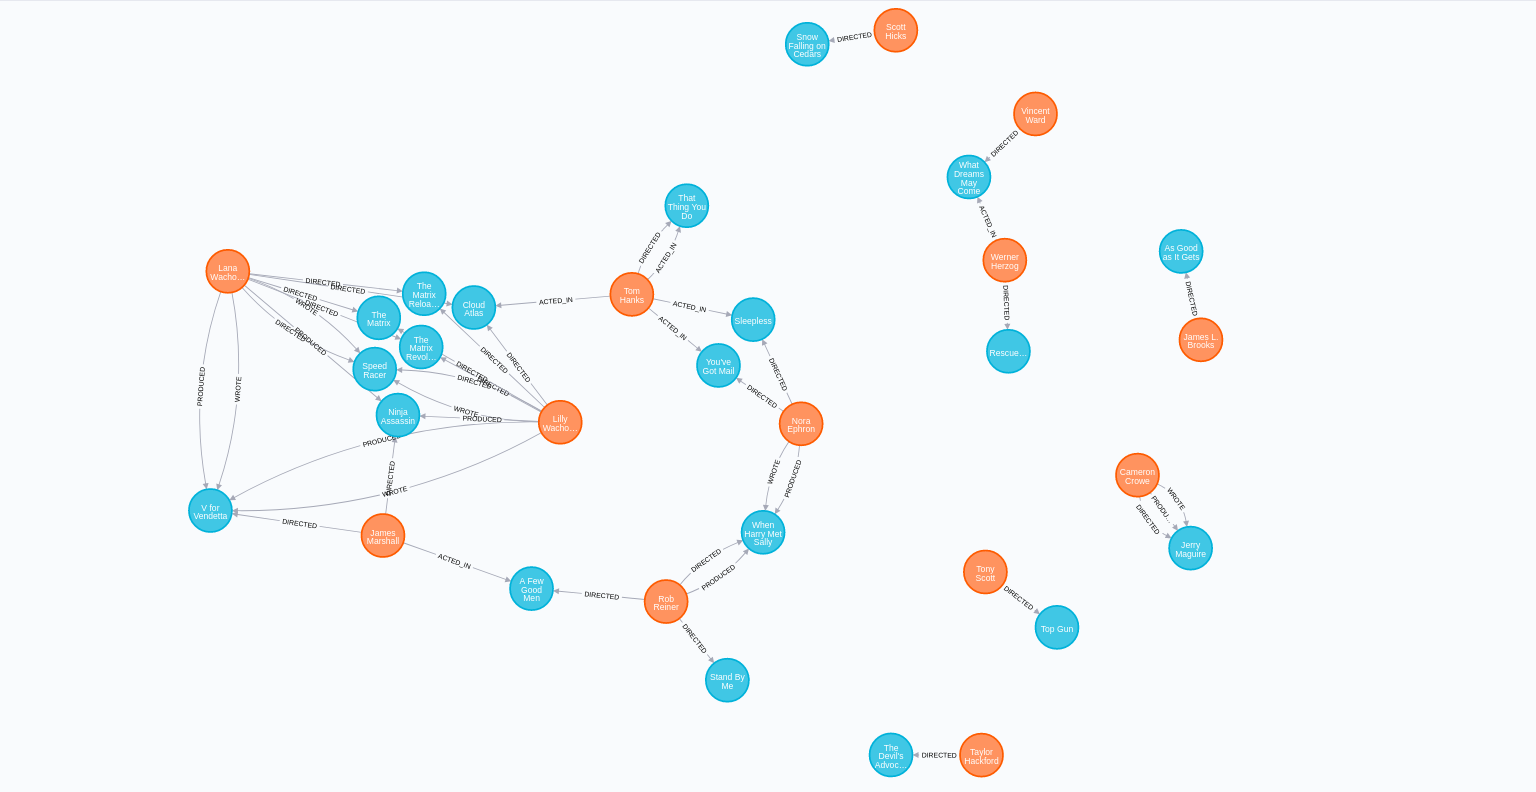 Scott
Hicks
DIRECTED
Snow
Falling on
Cedars
Vincent
Ward
DIRECTED
What
Dreams
May
Come
ACTED_IN
Werner
Herzog
DIRECTED
Rescue…
As Good
as It Gets
DIRECTED
James L.
Brooks
That
Thing You
Do
DIRECTED
ACTED_IN
Tom
Hanks
ACTED_IN
ACTED_IN
ACTED_IN
Sleepless
You've
Got Mail
DIRECTED
DIRECTED
Nora
Ephron
WROTE
PRODUCED
When
Harry Met
Sally
DIRECTED
PRODUCED
Rob
Reiner
DIRECTED
DIRECTED
Stand By
Me
A Few
Good
Men
ACTED_IN
James
Marshall
DIRECTED
DIRECTED
V for
Vendetta
Lana
Wacho…
DIRECTED
DIRECTED
DIRECTED
DIRECTED
WROTE
DIRECTED
PRODUCED
PRODUCED
WROTE
The
Matrix
Reloa…
Cloud
Atlas
The
Matrix
The
Matrix
Revol…
Speed
Racer
Ninja
Assassin
DIRECTED
DIRECTED
DIRECTED
DIRECTED
DIRECTED
WROTE
PRODUCED
WROTE
Lilly
Wacho…
Cameron
Crowe
WROTE
PRODU…
DIRECTED
Jerry
Maguire
Tony
Scott
DIRECTED
Top Gun
The
Devil's
Advoc…
DIRECTED
Taylor
Hackford